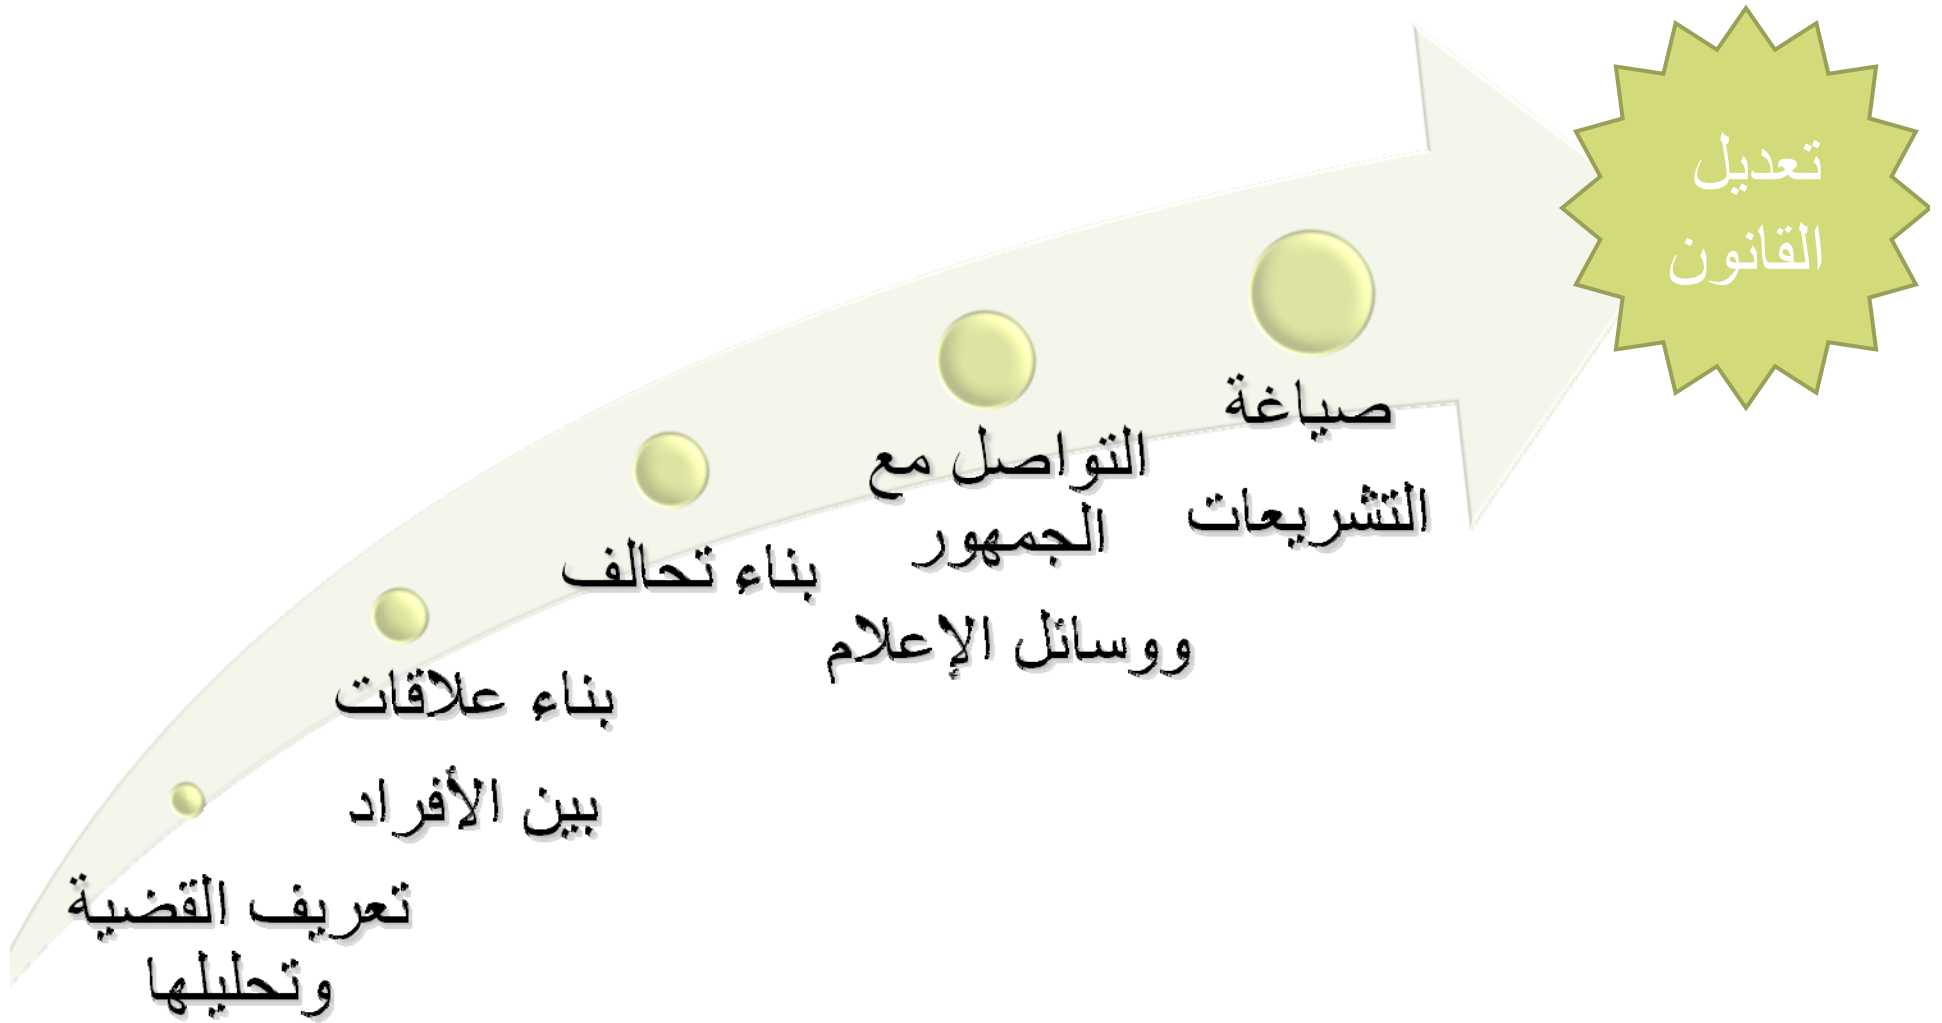 تعريف القضية
وتحليلها
بناء علاقات
بين الأفراد
بناء تحالف
التواصل مع
الجمهور
ووسائل الإعلام
صياغة
التشريعات
تعديل
القانون